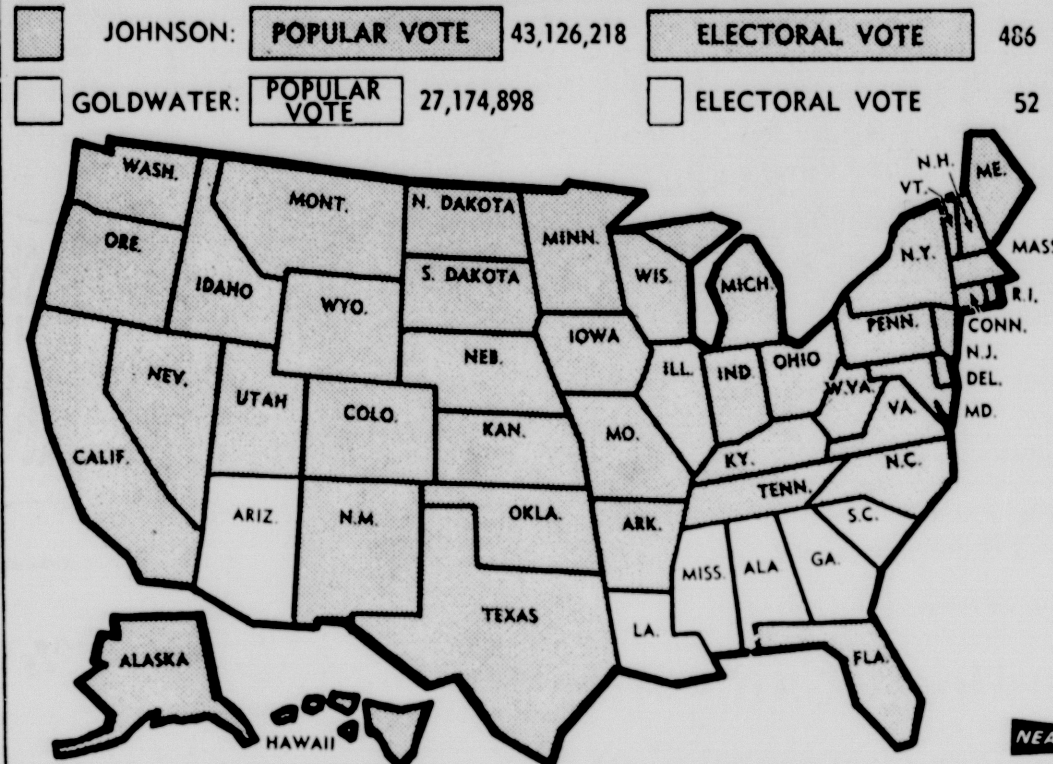 JOHNSON: POPULAR VOTE 43,126,218 ELECTORAL VOTE 486
GOLDWATER: POPULAR VOTE 27,174,898 ELECTORAL VOTE 52
WASH.
MONT.
N. DAKOTA
MINN.
N.H.
VT.
ME.
ORE.
IDAHO
WYO.
S. DAKOTA
WIS.
MICH.
N.Y.
MASS
R.I.
CONN.
NEV.
UTAH
COLO.
NEB.
IOWA
ILL.
IND.
OHIO
PENN.
N.J.
DEL.
MD.
W.VA.
VA.
CALIF.
KAN.
MO.
KY.
N.C.
TENN.
ARIZ.
N.M.
OKLA.
ARK.
S.C.
MISS.
ALA
GA.
TEXAS
LA.
FLA.
ALASKA
HAWAII
NEA